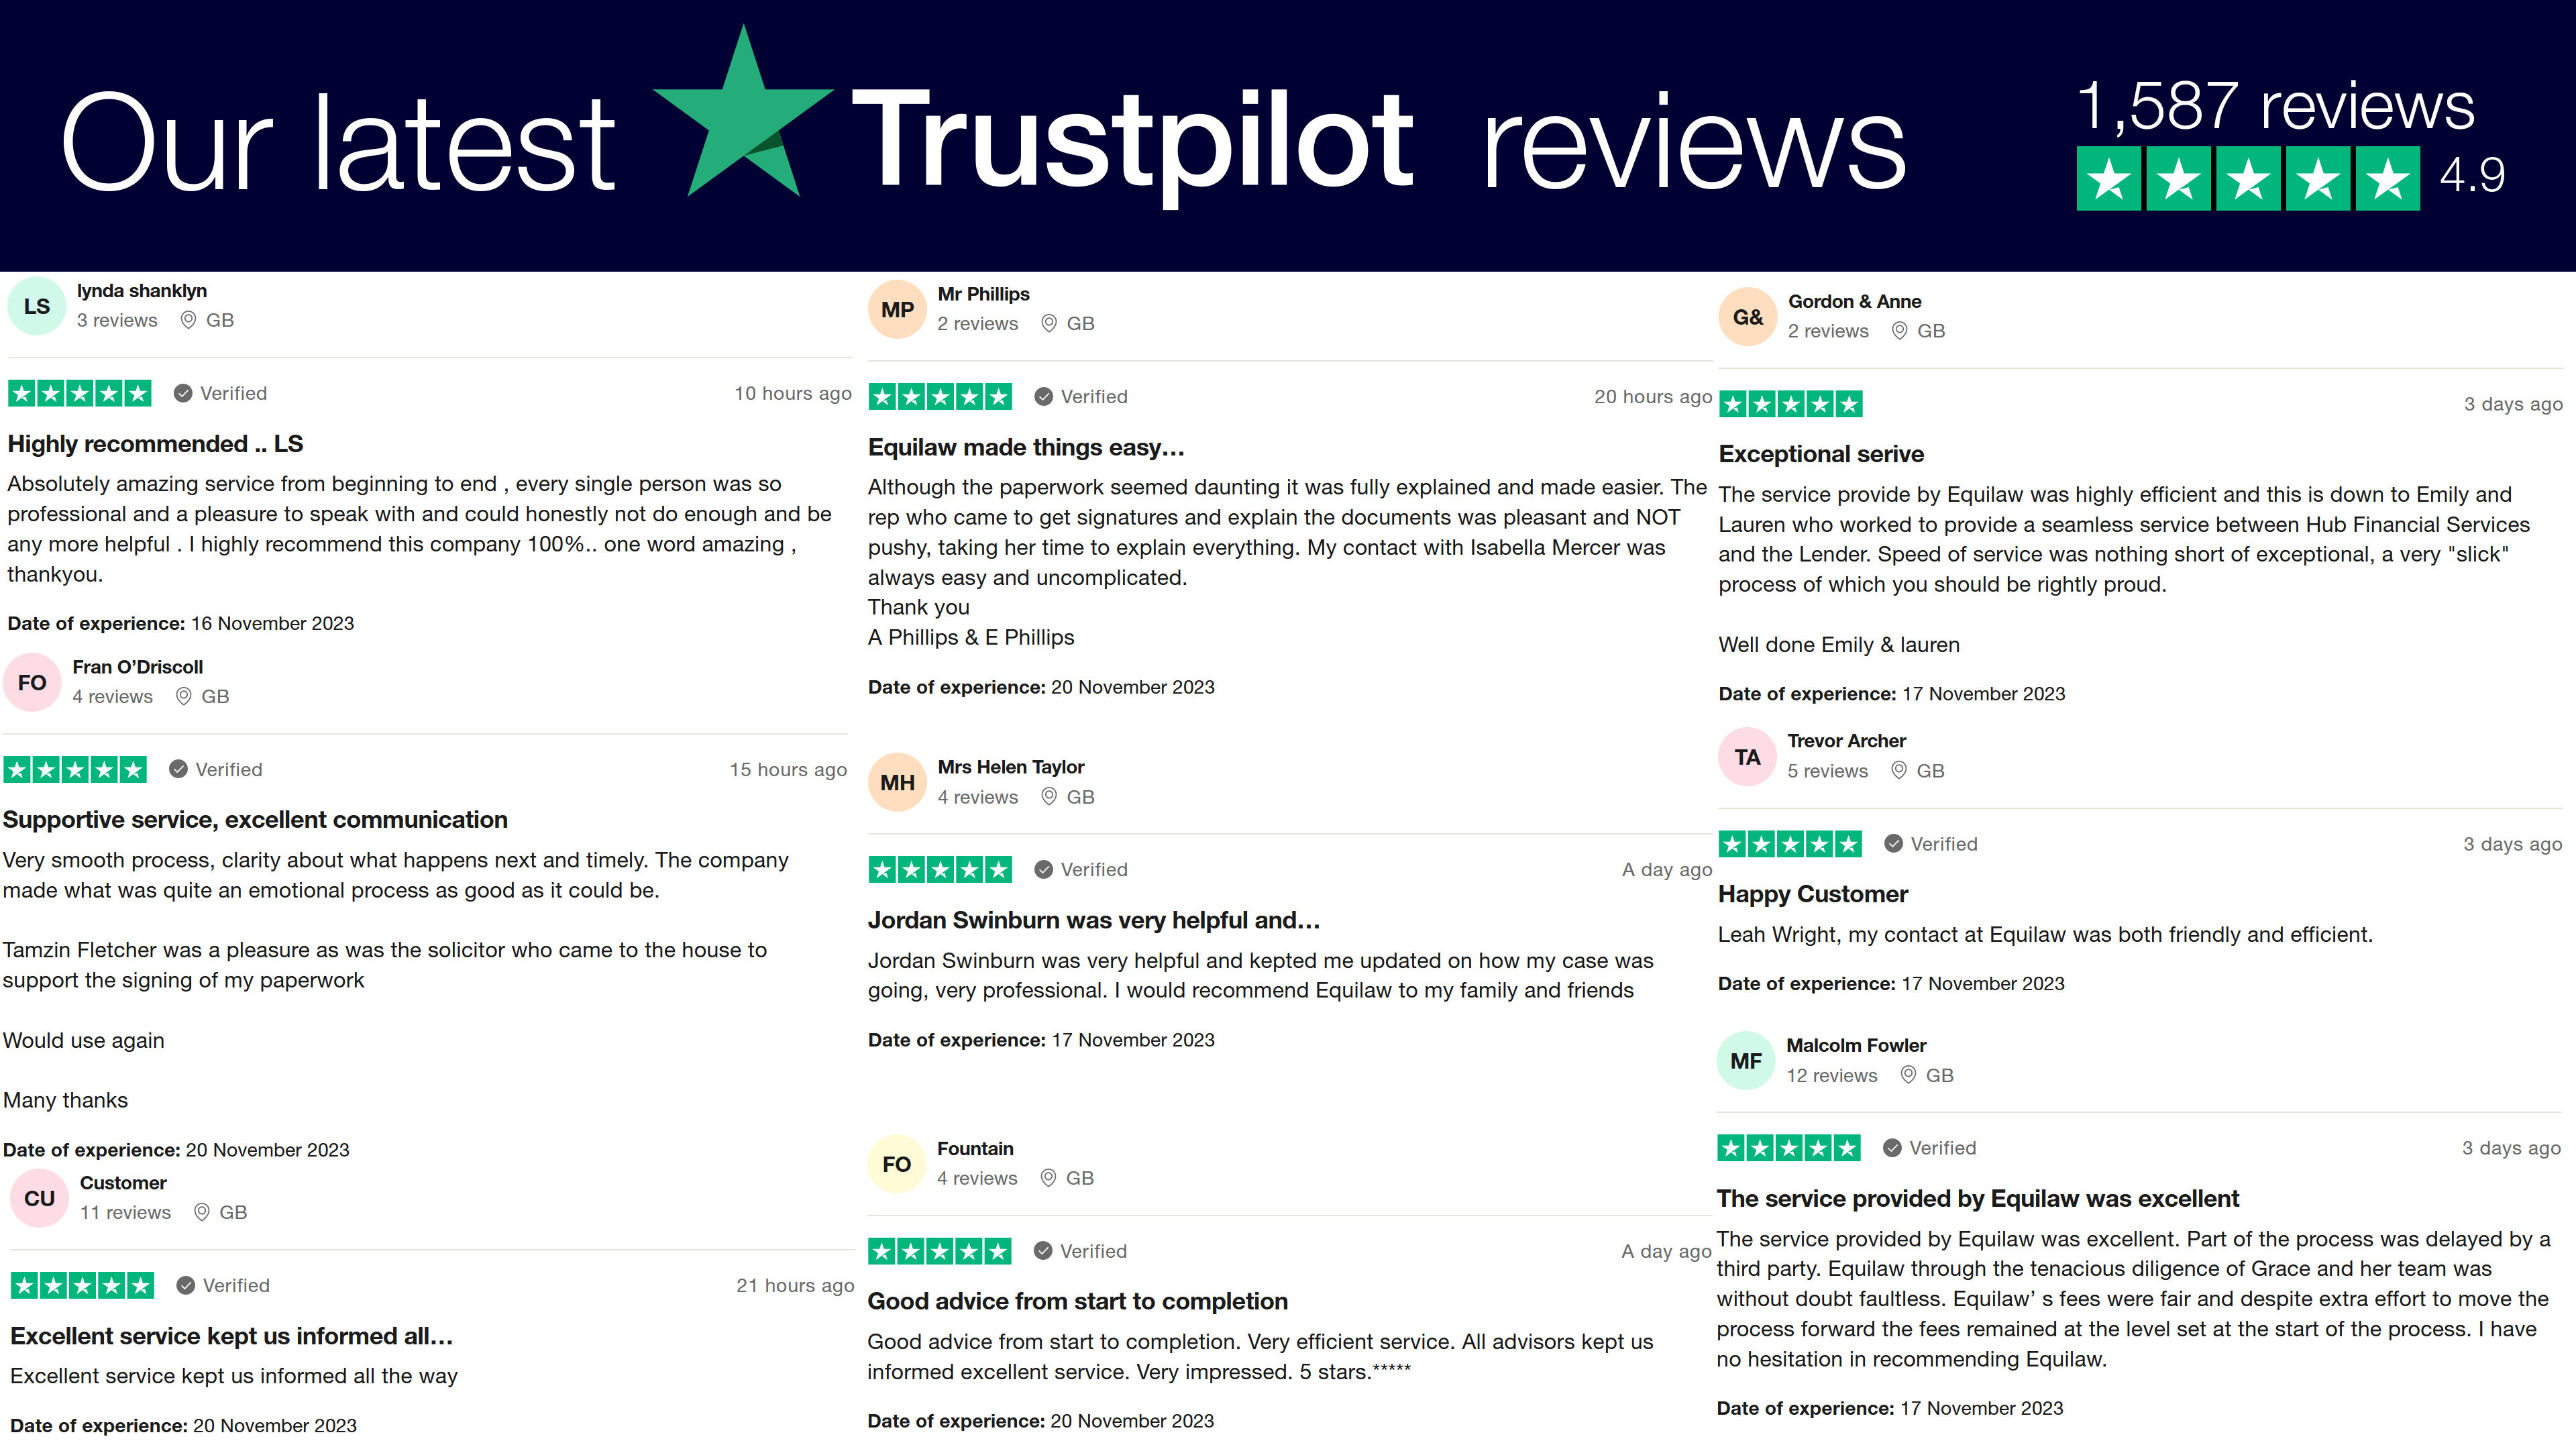 Our latest Trustpilot reviews
1,587 reviews
4.9
LS
lynda shanklyn
3 reviews GB
Verified
10 hours ago
Highly recommended .. LS
Absolutely amazing service from beginning to end , every single person was so
professional and a pleasure to speak with and could honestly not do enough and be
any more helpful . I highly recommend this company 100%.. one word amazing ,
thankyou.
Date of experience: 16 November 2023
FO
Fran O’Driscoll
4 reviews GB
Verified
15 hours ago
Supportive service, excellent communication
Very smooth process, clarity about what happens next and timely. The company
made what was quite an emotional process as good as it could be.
Tamzin Fletcher was a pleasure as was the solicitor who came to the house to
support the signing of my paperwork
Would use again
Many thanks
Date of experience: 20 November 2023
CU
Customer
11 reviews GB
Verified
21 hours ago
Excellent service kept us informed all…
Excellent service kept us informed all the way
Date of experience: 20 November 2023
MP
Mr Phillips
2 reviews GB
Verified
20 hours ago
Equilaw made things easy…
Although the paperwork seemed daunting it was fully explained and made easier. The
rep who came to get signatures and explain the documents was pleasant and NOT
pushy, taking her time to explain everything. My contact with Isabella Mercer was
always easy and uncomplicated.
Thank you
A Phillips & E Phillips
Date of experience: 20 November 2023
MH
Mrs Helen Taylor
4 reviews GB
Verified
A day ago
Jordan Swinburn was very helpful and…
Jordan Swinburn was very helpful and kepted me updated on how my case was
going, very professional. I would recommend Equilaw to my family and friends
Date of experience: 17 November 2023
FO
Fountain
4 reviews GB
Verified
A day ago
Good advice from start to completion
Good advice from start to completion. Very efficient service. All advisors kept us
informed excellent service. Very impressed. 5 stars.*****
Date of experience: 20 November 2023
G&
Gordon & Anne
2 reviews GB
3 days ago
Exceptional serive
The service provide by Equilaw was highly efficient and this is down to Emily and
Lauren who worked to provide a seamless service between Hub Financial Services
and the Lender. Speed of service was nothing short of exceptional, a very "slick"
process of which you should be rightly proud.
Well done Emily & lauren
Date of experience: 17 November 2023
TA
Trevor Archer
5 reviews GB
Verified
3 days ago
Happy Customer
Leah Wright, my contact at Equilaw was both friendly and efficient.
Date of experience: 17 November 2023
MF
Malcolm Fowler
12 reviews GB
Verified
3 days ago
The service provided by Equilaw was excellent
The service provided by Equilaw was excellent. Part of the process was delayed by a
third party. Equilaw through the tenacious diligence of Grace and her team was
without doubt faultless. Equilaw’ s fees were fair and despite extra effort to move the
process forward the fees remained at the level set at the start of the process. I have
no hesitation in recommending Equilaw.
Date of experience: 17 November 2023